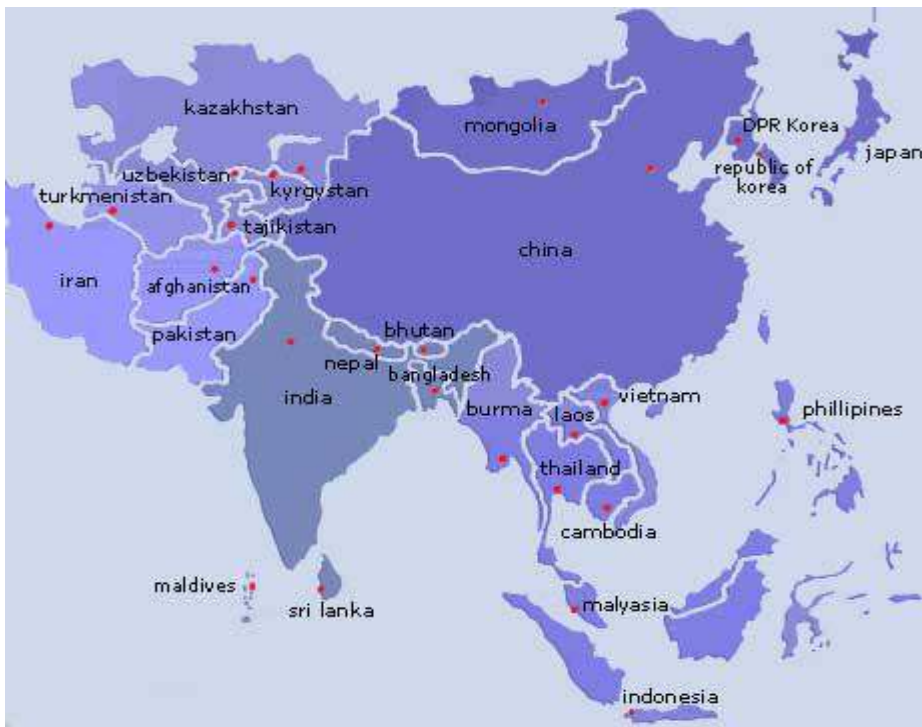 kazakhstan
mongolia
DPR Korea
japan
republic of
korea
uzbekistan
kyrgystan
turkmenistan
tajikistan
china
iran
afghanistan
pakistan
bhutan
nepal
bangladesh
india
burma
laos
vietnam
phillipines
thailand
cambodia
maldives
sri lanka
malyasia
indonesia